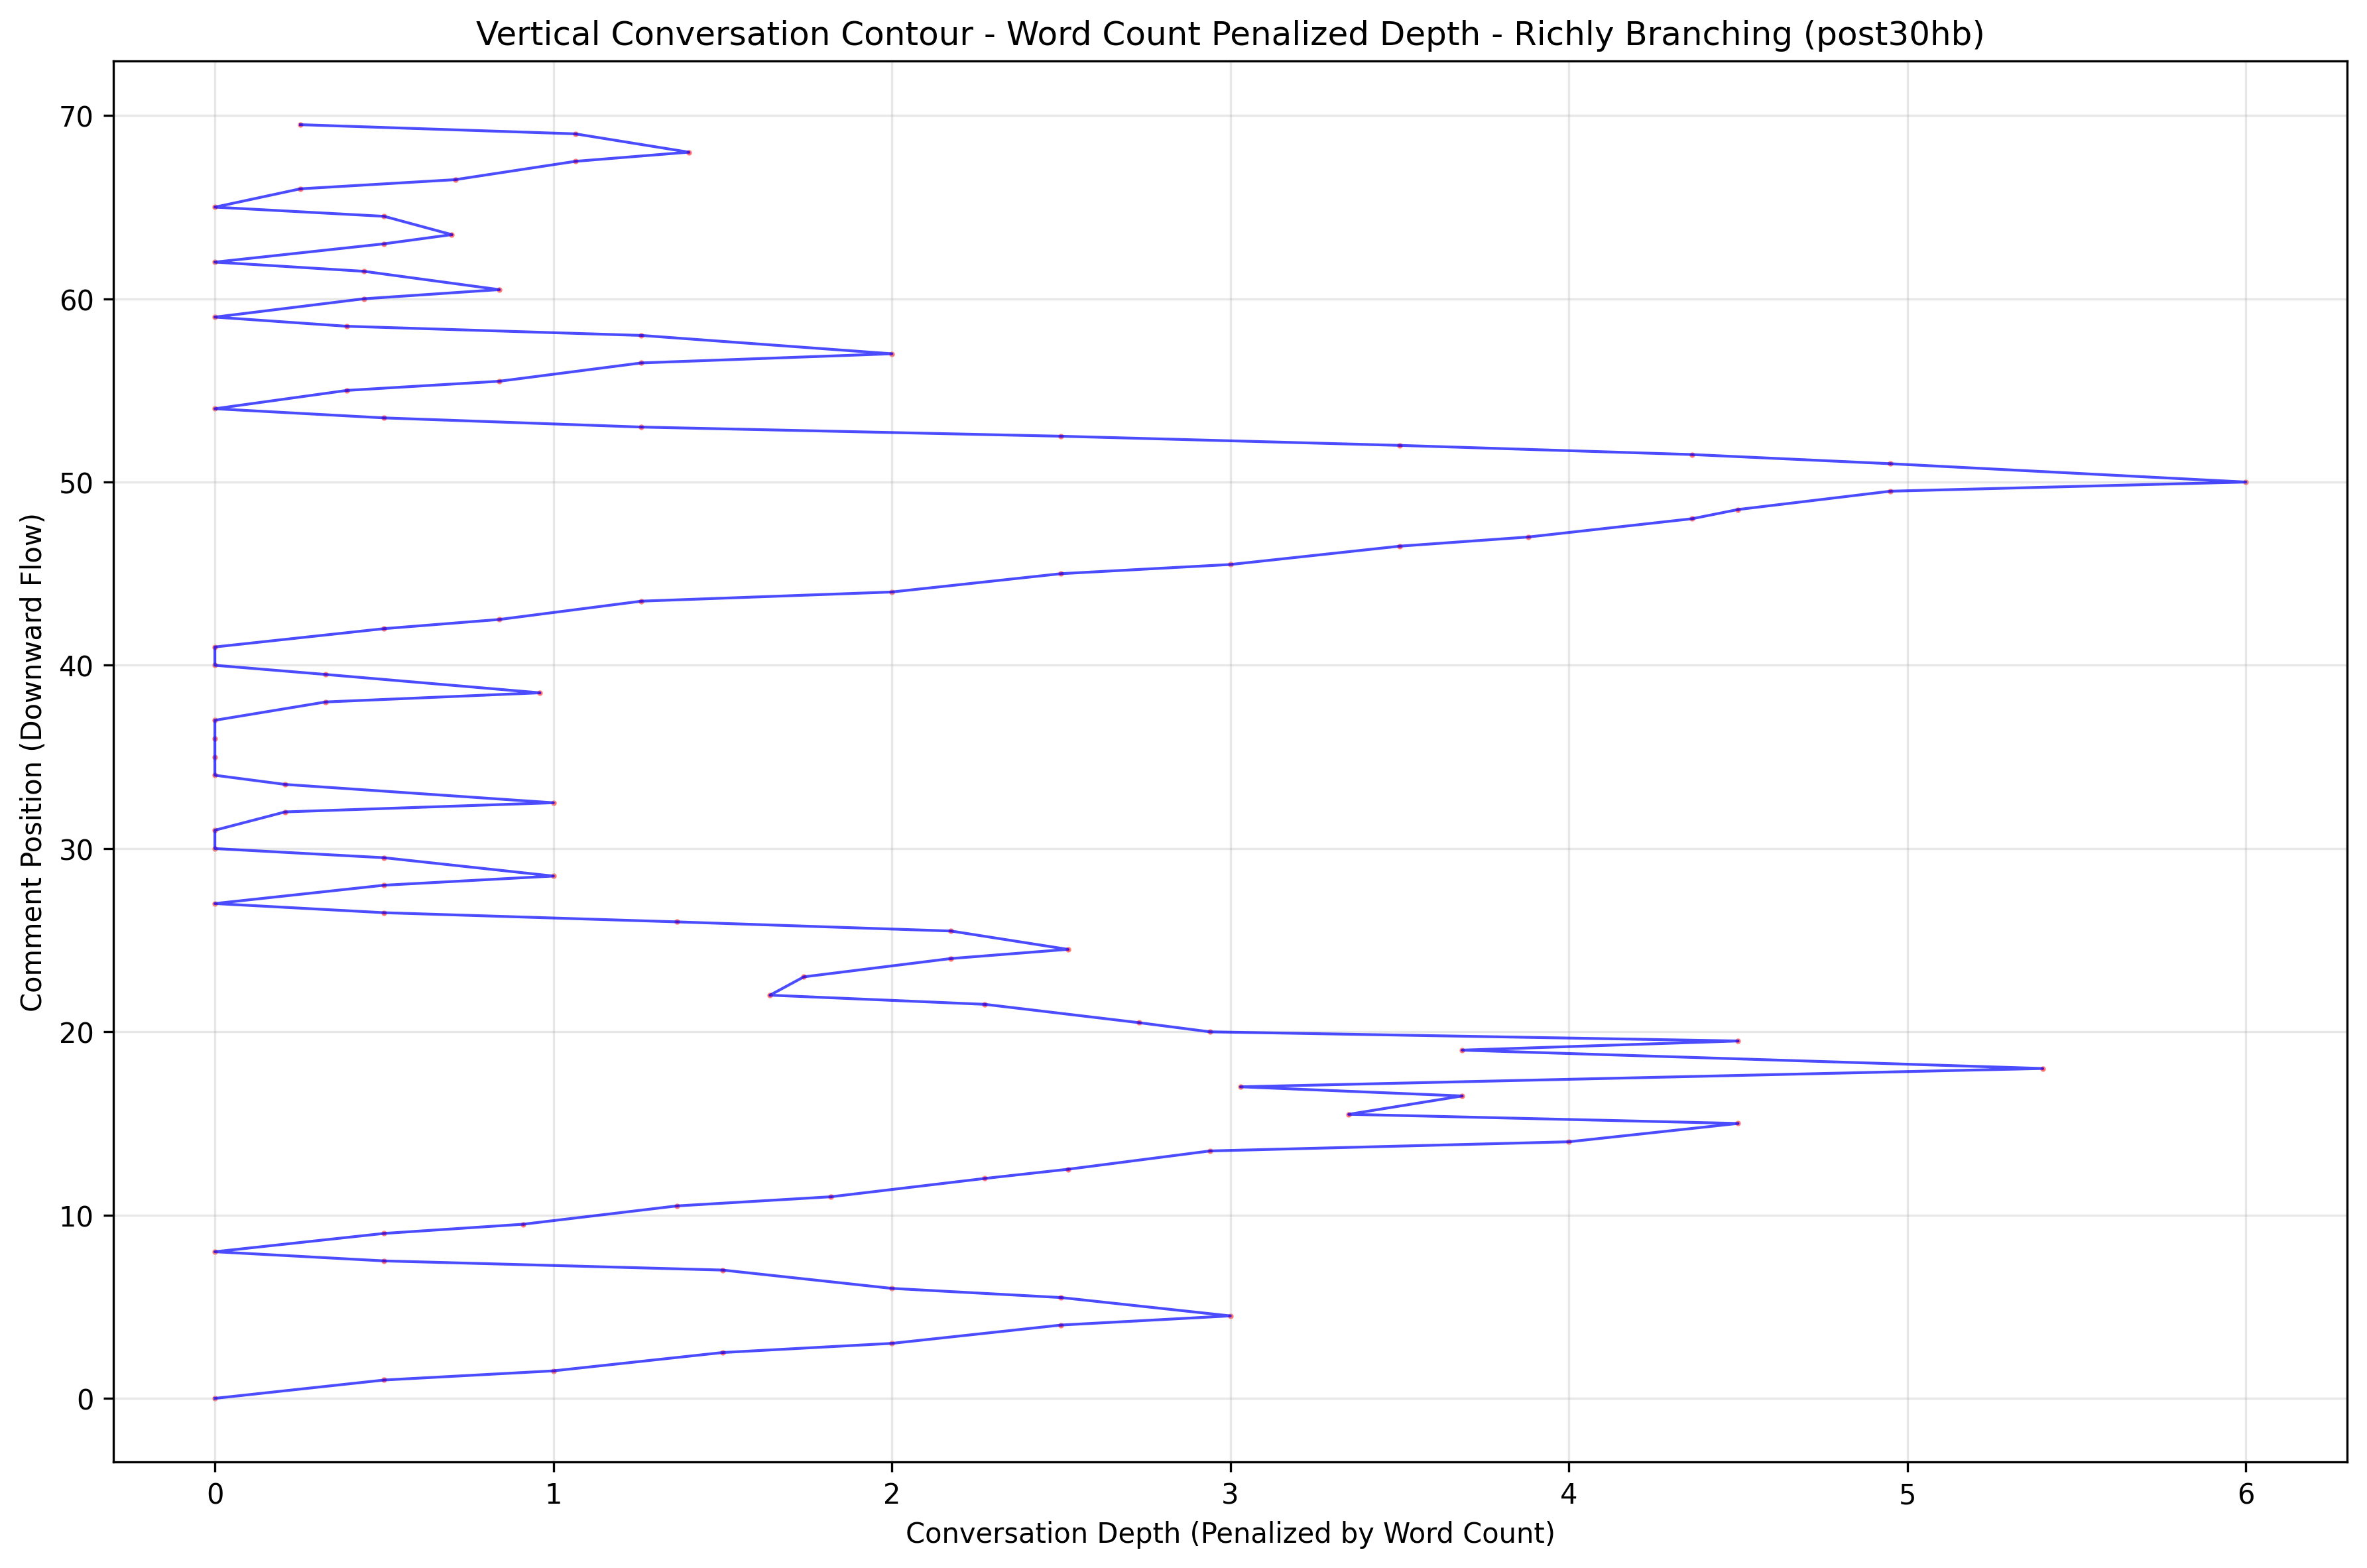 Vertical Conversation Contour - Word Count Penalized Depth - Richly Branching (post30hb)
Comment Position (Downward Flow)
70
60
50
40
30
20
10
0
0 1 2 3 4 5 6
Conversation Depth (Penalized by Word Count)